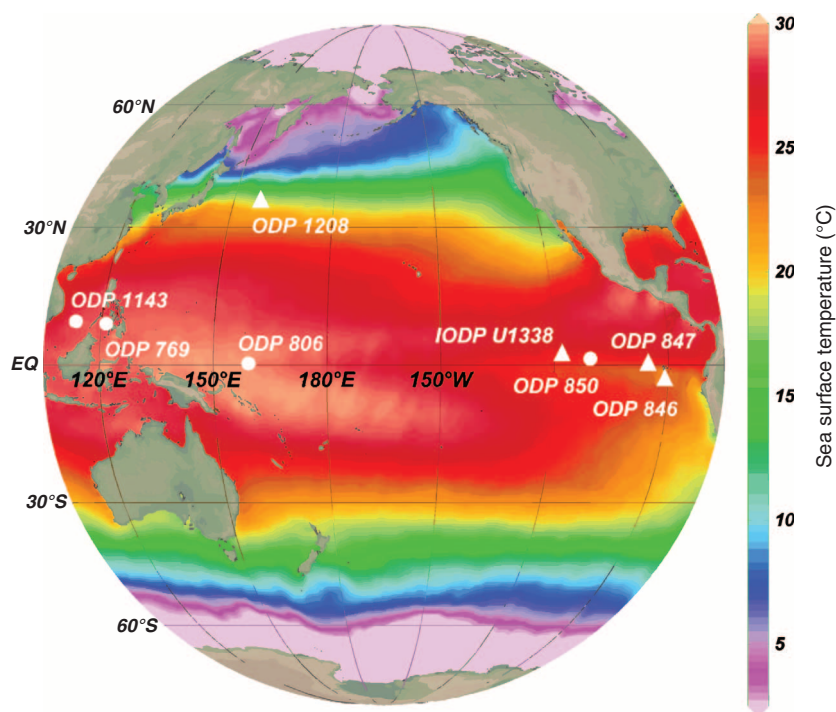 60°N
30°N
ODP 1208
ODP 1143
ODP 769
ODP 806
IODP U1338
ODP 847
EQ
120°E
150°E
180°E
150°W
ODP 850
ODP 846
30°S
60°S
30
25
20
15
10
5
Sea surface temperature (°C)